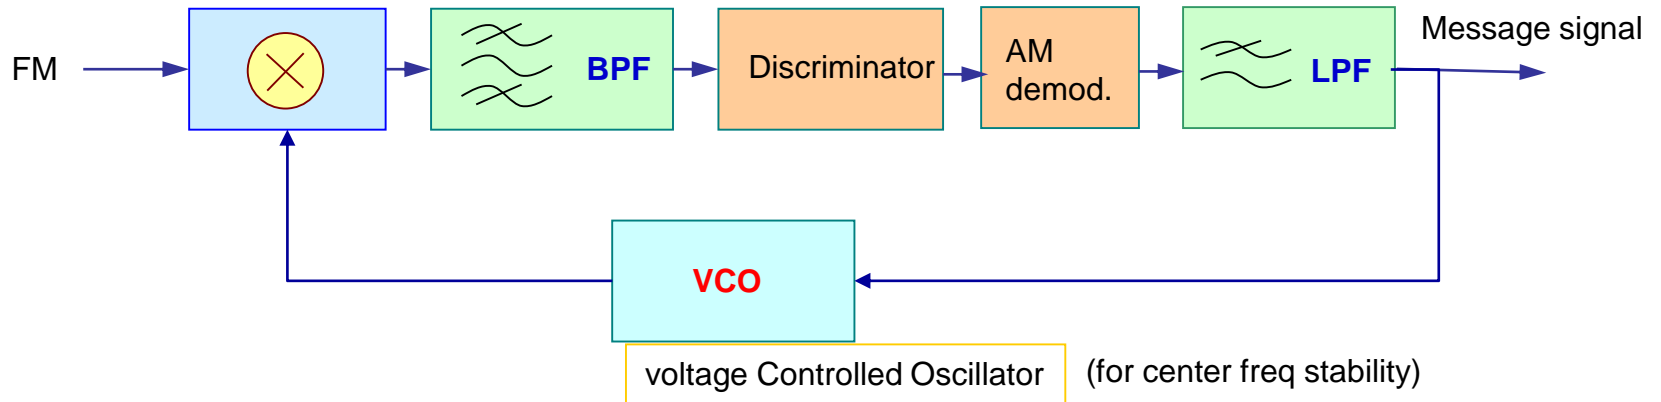 Message signal
FM
BPF
Discriminator
AM
demod.
LPF
VCO
voltage Controlled Oscillator
(for center freq stability)